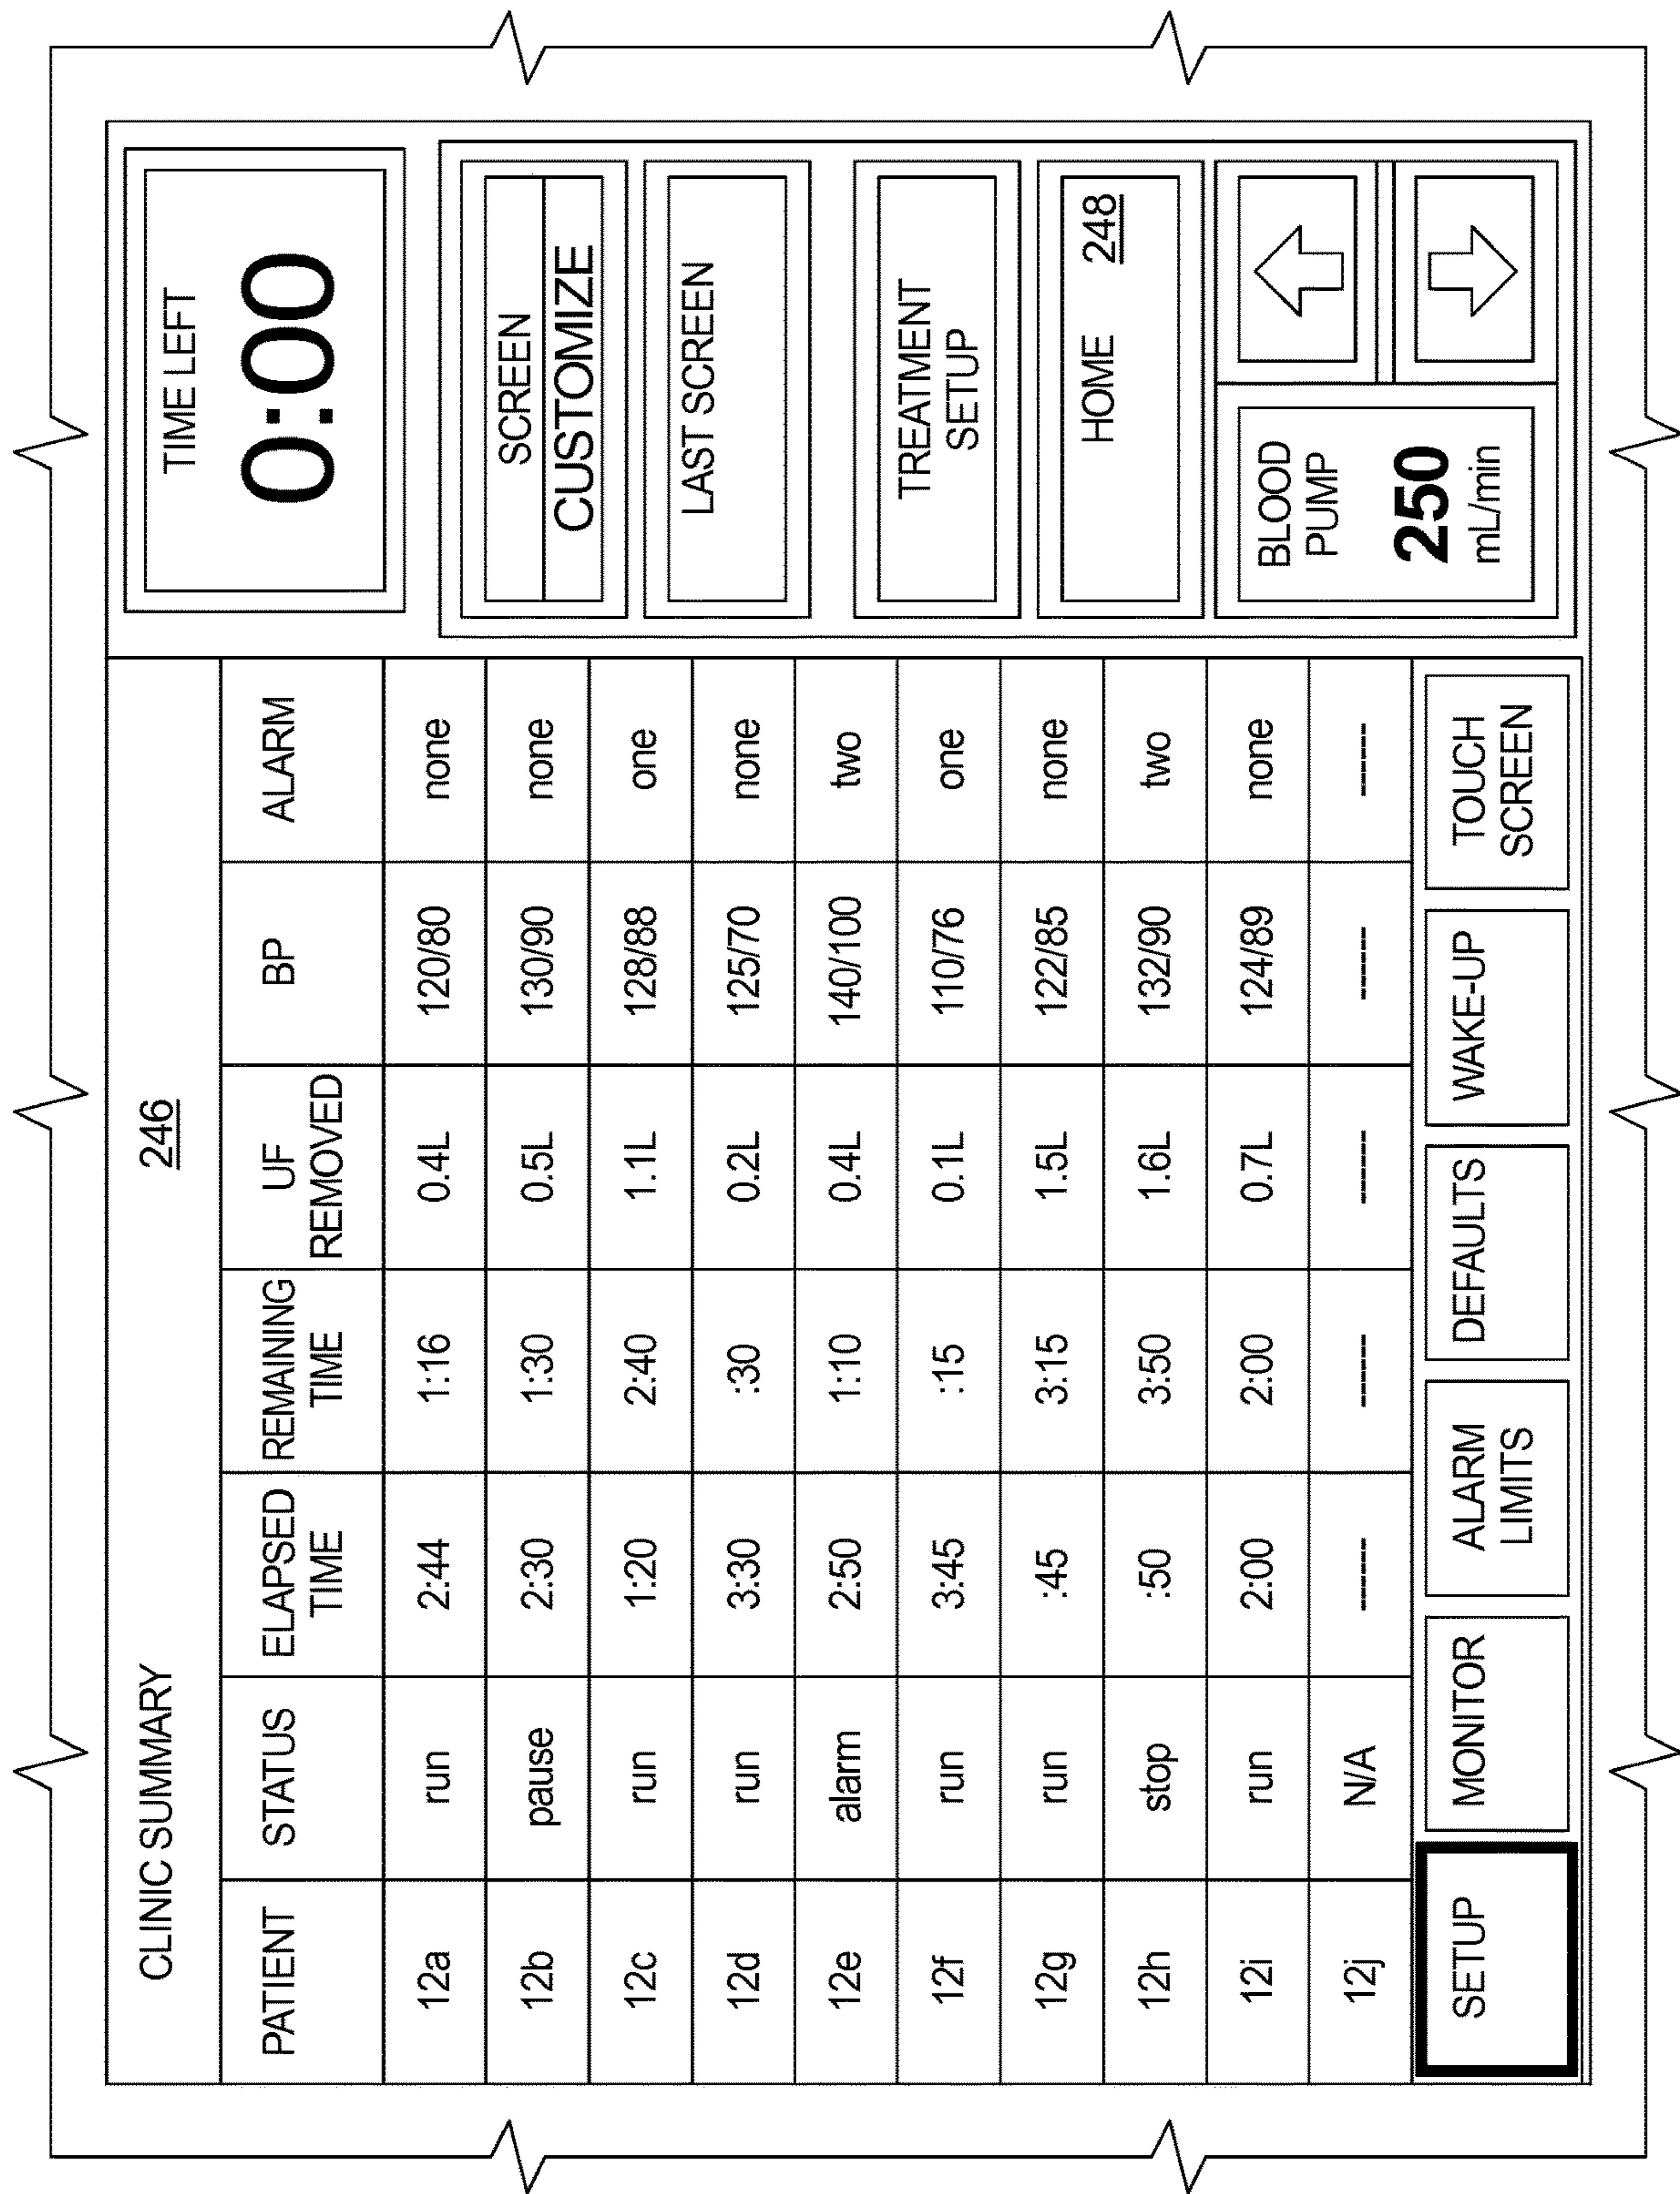 CLINIC SUMMARY 246
PATIENT STATUS ELAPSED TIME REMAINING TIME UF REMOVED BP ALARM
12a run 2:44 1:16 0.4L 120/80 none
12b pause 2:30 1:30 0.5L 130/90 none
12c run 1:20 2:40 1.1L 128/88 one
12d run 3:30 :30 0.2L 125/70 none
12e alarm 2:50 1:10 0.4L 140/100 two
12f run 3:45 :15 0.1L 110/76 one
12g run :45 3:15 1.5L 122/85 none
12h stop :50 3:50 1.6L 132/90 two
12i run 2:00 2:00 0.7L 124/89 none
12j N/A ------ ------ ------ ------ ------
SETUP
MONITOR
ALARM
LIMITS
DEFAULTS
WAKE-UP
TOUCH
SCREEN
TIME LEFT
0:00
SCREEN
CUSTOMIZE
LAST SCREEN
TREATMENT
SETUP
HOME 248
BLOOD
PUMP
250
mL/min